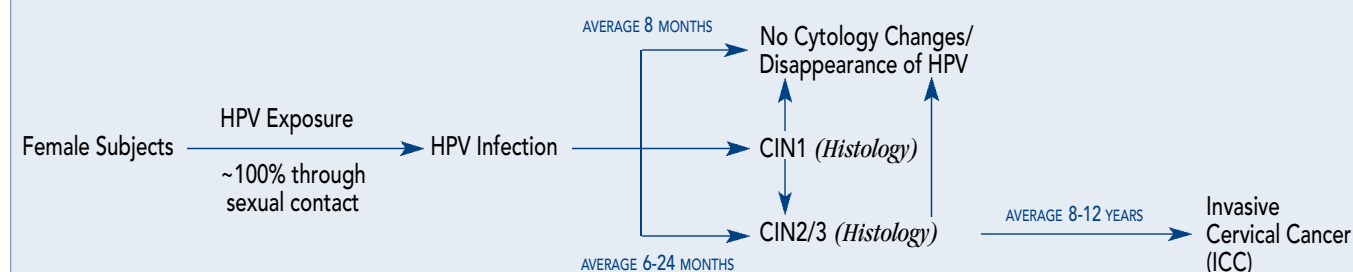 AVERAGE 8 MONTHS
No Cytology Changes/
Disappearance of HPV
HPV Exposure
Female Subjects
HPV Infection
CIN1 (Histology)
~100% through
sexual contact
CIN2/3 (Histology)
AVERAGE 6-24 MONTHS
AVERAGE 8-12 YEARS
Invasive
Cervical Cancer
(ICC)